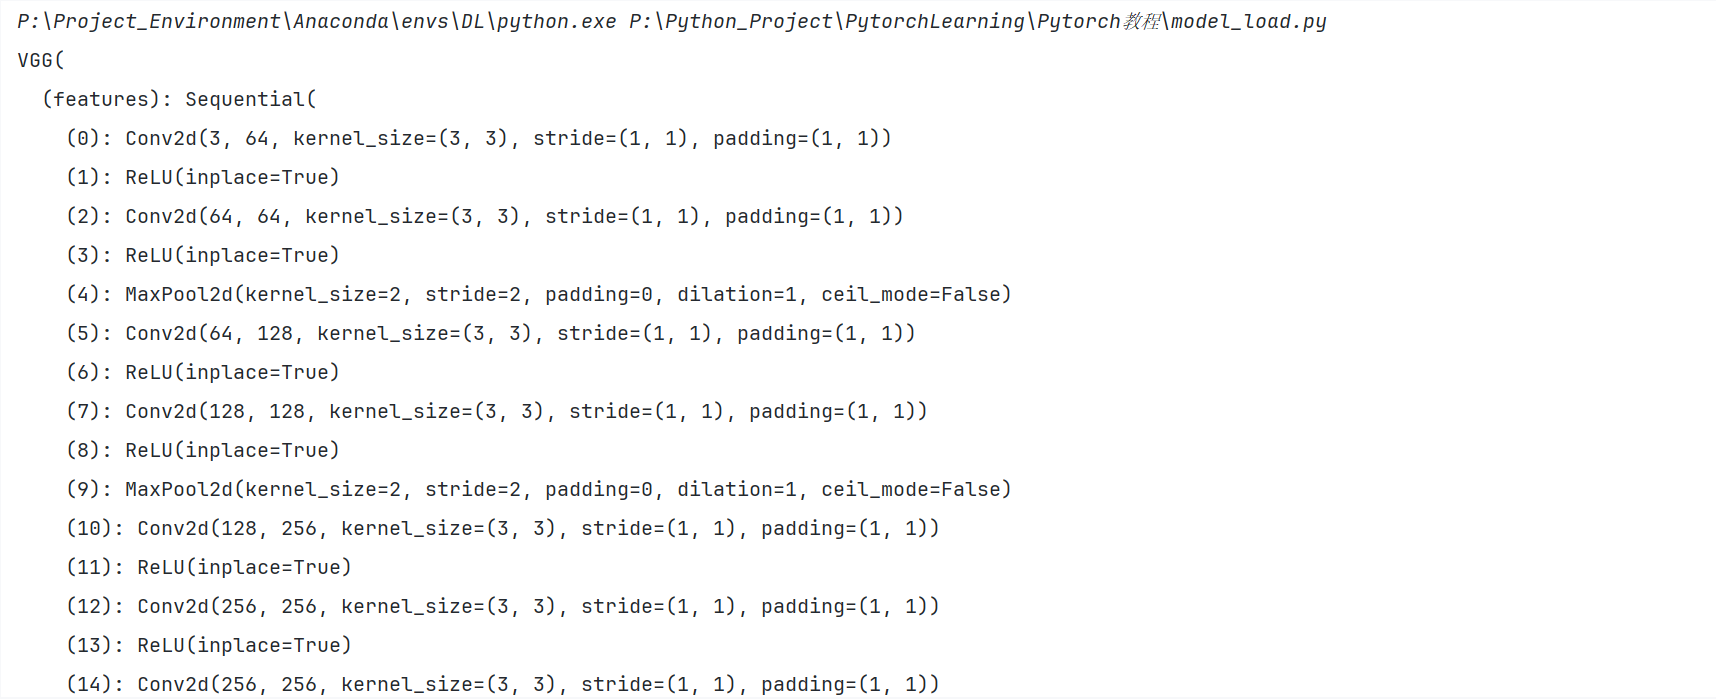 P:\Project_Environment\Anaconda\envs\DL\python.exe P:\Python_Project\PytorchLearning\Pytorch教程\model_load.py
VGG(
  (features): Sequential(
    (0): Conv2d(3, 64, kernel_size=(3, 3), stride=(1, 1), padding=(1, 1))
    (1): ReLU(inplace=True)
    (2): Conv2d(64, 64, kernel_size=(3, 3), stride=(1, 1), padding=(1, 1))
    (3): ReLU(inplace=True)
    (4): MaxPool2d(kernel_size=2, stride=2, padding=0, dilation=1, ceil_mode=False)
    (5): Conv2d(64, 128, kernel_size=(3, 3), stride=(1, 1), padding=(1, 1))
    (6): ReLU(inplace=True)
    (7): Conv2d(128, 128, kernel_size=(3, 3), stride=(1, 1), padding=(1, 1))
    (8): ReLU(inplace=True)
    (9): MaxPool2d(kernel_size=2, stride=2, padding=0, dilation=1, ceil_mode=False)
    (10): Conv2d(128, 256, kernel_size=(3, 3), stride=(1, 1), padding=(1, 1))
    (11): ReLU(inplace=True)
    (12): Conv2d(256, 256, kernel_size=(3, 3), stride=(1, 1), padding=(1, 1))
    (13): ReLU(inplace=True)
    (14): Conv2d(256, 256, kernel_size=(3, 3), stride=(1, 1), padding=(1, 1))